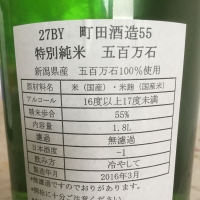 27BY 町田酒造55
特別純米 五百万石
新潟県産 五百万石100%使用
原材料名 米(国産)・米麹(国産米)
アルコール 16度以上17度未満
精米歩合 55%
容量 1.8L
濾過 無濾過
日本酒度 -1
飲み方 冷やして
製造年月 2016年3月